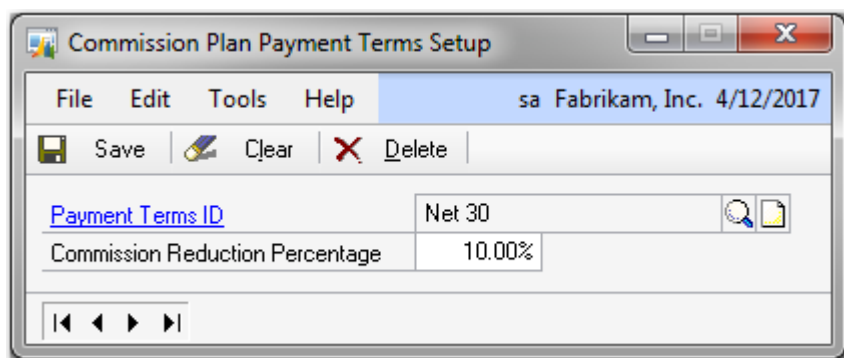 Commission Plan Payment Terms Setup
File Edit Tools Help sa Fabrikam, Inc. 4/12/2017
Save Clear Delete
Payment Terms ID Net 30
Commission Reduction Percentage 10.00%